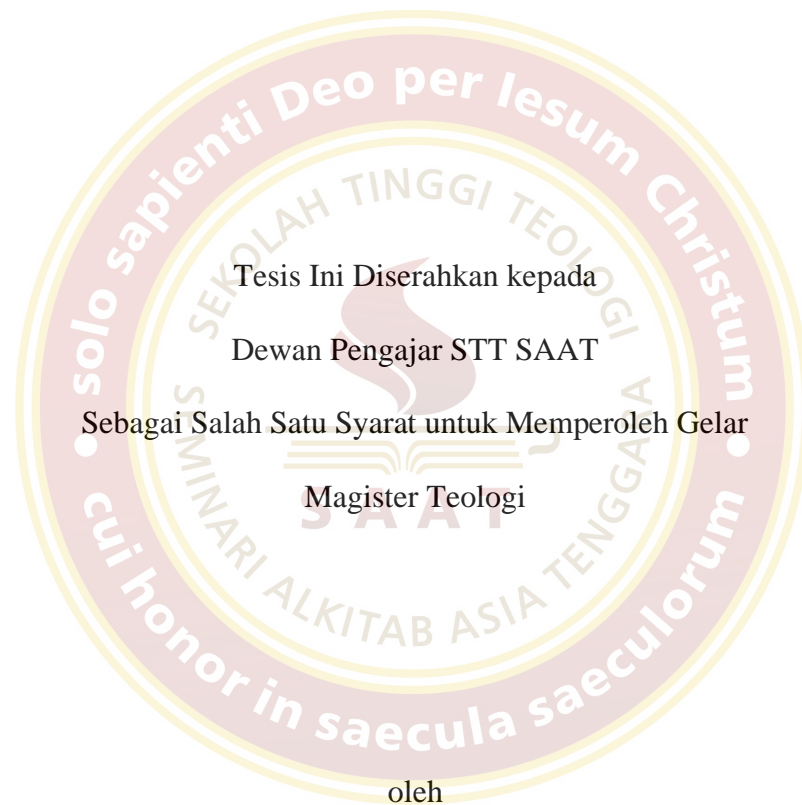 solo sapienti Deo per Iesum Christum
SEKOLAH TINGGI TEOLOGI
Tesis Ini Diserahkan kepada
Dewan Pengajar STT SAAT
Sebagai Salah Satu Syarat untuk Memperoleh Gelar
Magister Teologi
SAAT
SEMINARI ALKITAB ASIA TENGGARA
cui honor in saecula saeculorum
oleh